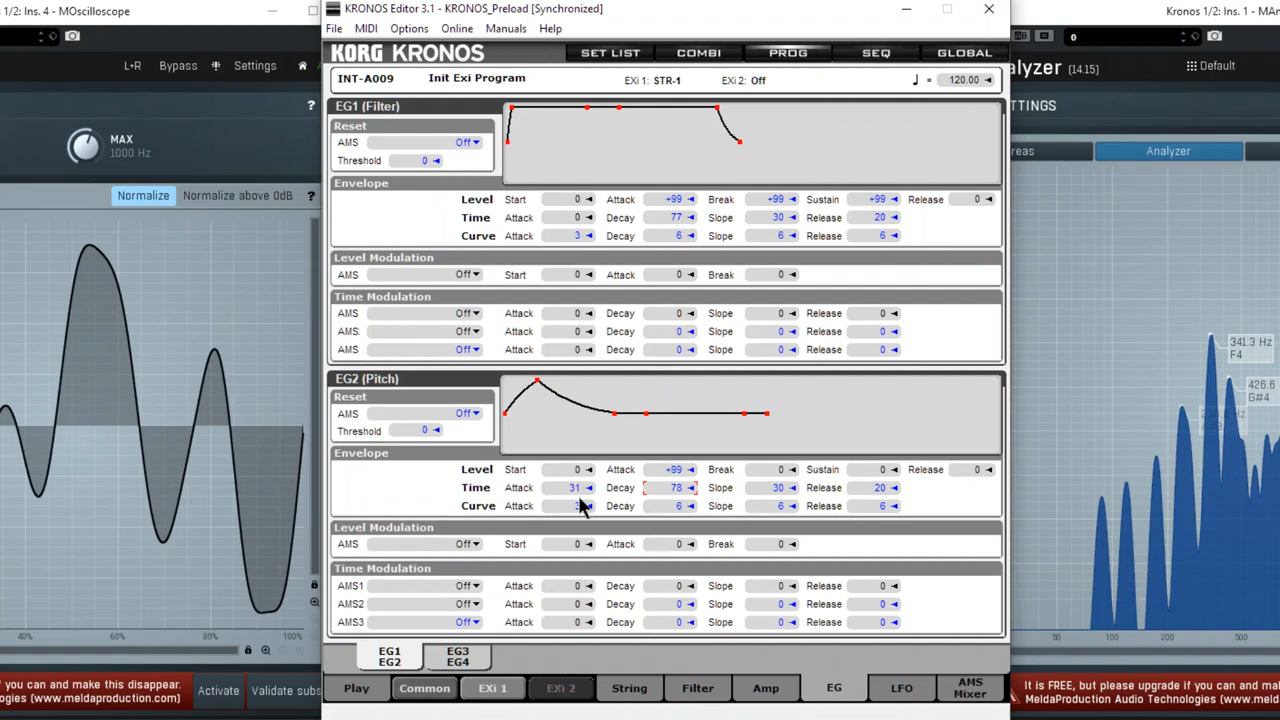 1/2: Ins. 4 - MOscilloscope
L+R Bypass Settings
?
MAX
1000 Hz
Normalize Normalize above 0dB ?
40% 60% 80% 100%
if you can and make this disappear.
logies (www.meldaproduction.com) Activate Validate subs
KRONOS Editor 3.1 - KRONOS_Preload [Synchronized]
File MIDI Options Online Manuals Help
KORG KRONOS SET LIST COMBI PROG SEQ GLOBAL
INT-A009 Init Exi Program EXi 1: STR-1 EXi 2: Off ♩ = 120.00
EG1 (Filter)
Reset
AMS Off
Threshold 0
Envelope
Level Start 0 Attack +99 Break +99 Sustain +99 Release 0
Time Attack 0 Decay 77 Slope 30 Release 20
Curve Attack 3 Decay 6 Slope 6 Release 6
Level Modulation
AMS Off Start 0 Attack 0 Break 0
Time Modulation
AMS Off Attack 0 Decay 0 Slope 0 Release 0
AMS: Off Attack 0 Decay 0 Slope 0 Release 0
AMS Off Attack 0 Decay 0 Slope 0 Release 0
EG2 (Pitch)
Reset
AMS Off
Threshold 0
Envelope
Level Start 0 Attack +99 Break 0 Sustain 0 Release 0
Time Attack 31 Decay 78 Slope 30 Release 20
Curve Attack 3 Decay 6 Slope 6 Release 6
Level Modulation
AMS Off Start 0 Attack 0 Break 0
Time Modulation
AMS1 Off Attack 0 Decay 0 Slope 0 Release 0
AMS2 Off Attack 0 Decay 0 Slope 0 Release 0
AMS3 Off Attack 0 Decay 0 Slope 0 Release 0
EG1 EG3
EG2 EG4
Play Common EXi 1 EXi 2 String Filter Amp EG LFO AMS Mixer
Kronos 1/2: Ins. 1 - MAn
0
alyzer (14.15) Default
TTINGS
reas Analyzer
341.3 Hz
F4
426.6
G#4
50 100 500
It is FREE, but please upgrade if you can
MeldaProduction Audio Technologies (www